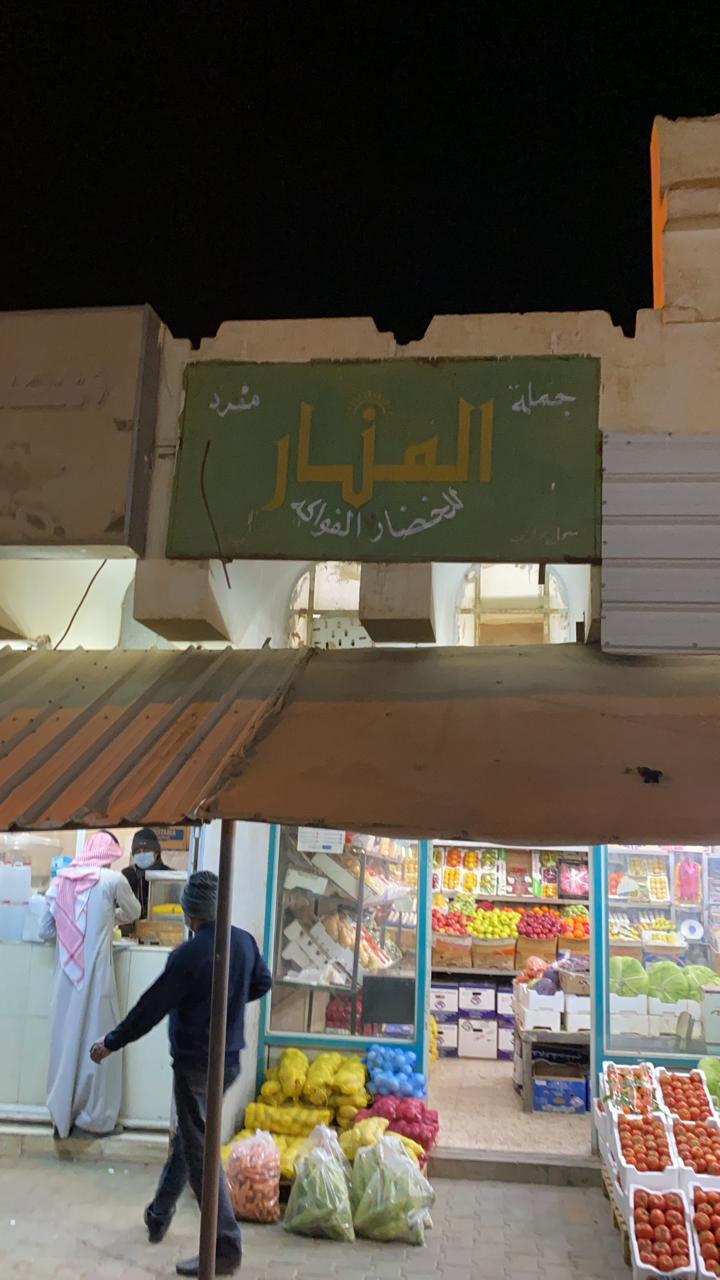 جملة مفرد
المنار
للخضار الفواكه